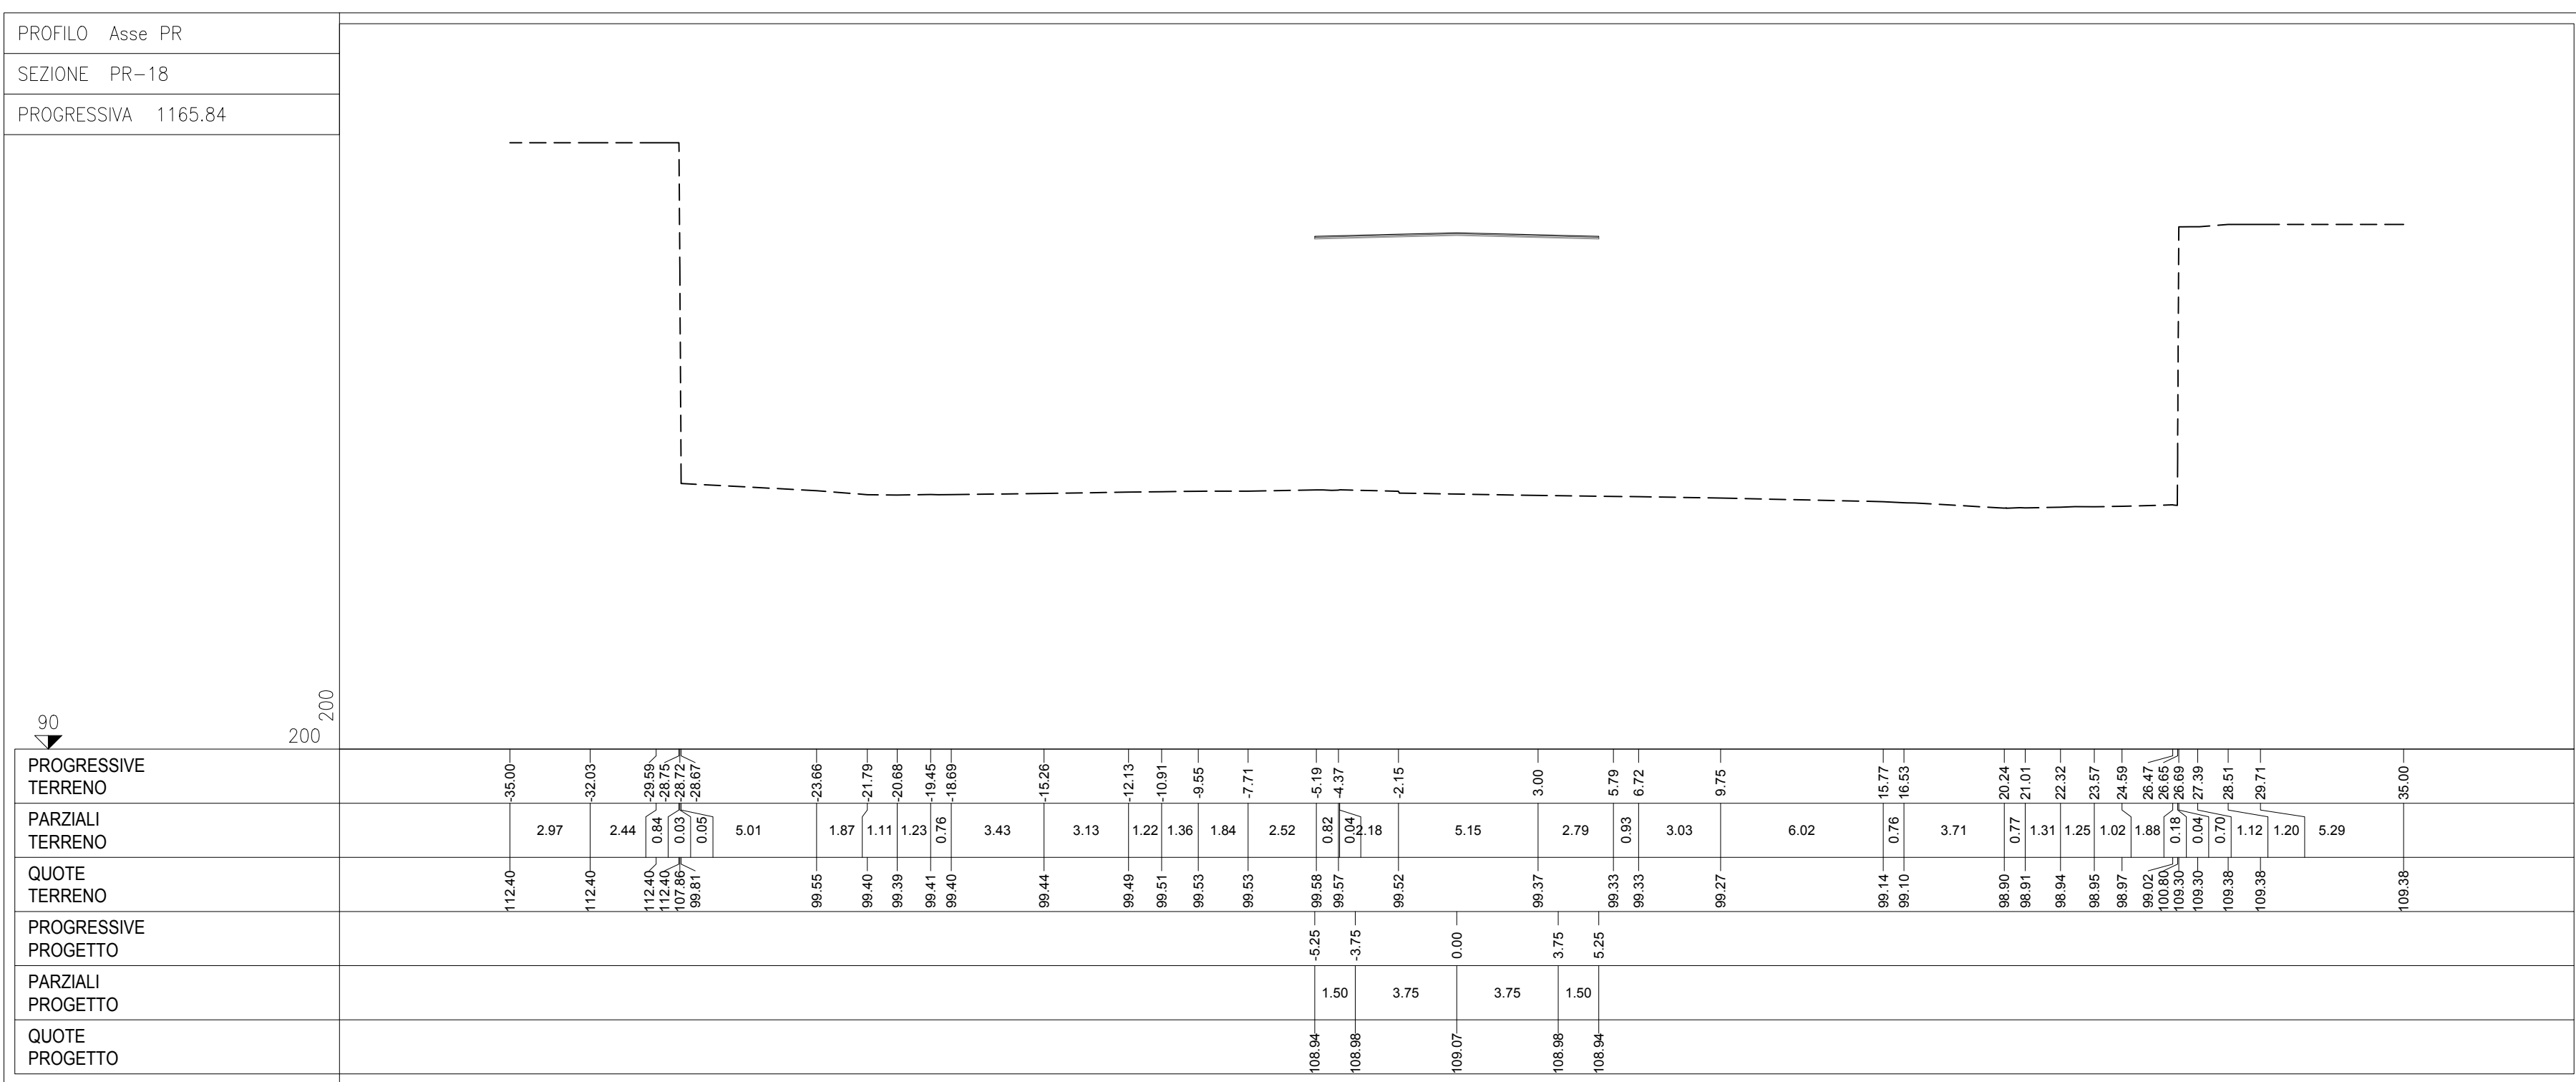 PROFILO Asse PR
SEZIONE PR-18
PROGRESSIVA 1165.84
200
90
200
PROGRESSIVE
TERRENO
-35.00 -32.03 -29.59 -28.75 -28.72 -28.67 -23.66 -21.79 -20.68 -19.45 -18.69 -15.26 -12.13 -10.91 -9.55 -7.71 -5.19 -4.37 -2.15 3.00 5.79 6.72 9.75 15.77 16.53 20.24 21.01 22.32 23.57 24.59 26.47 26.65 26.69 27.39 28.51 29.71 35.00
PARZIALI
TERRENO
2.97 2.44 0.84 0.03 0.05 5.01 1.87 1.11 1.23 0.76 3.43 3.13 1.22 1.36 1.84 2.52 0.82 0.04 2.18 5.15 2.79 0.93 3.03 6.02 0.76 3.71 0.77 1.31 1.25 1.02 1.88 0.18 0.04 0.70 1.12 1.20 5.29
QUOTE
TERRENO
112.40 112.40 112.40 112.40 107.86 99.81 99.55 99.40 99.39 99.41 99.40 99.44 99.49 99.51 99.53 99.53 99.58 99.57 99.52 99.37 99.33 99.33 99.27 99.14 99.10 98.90 98.91 98.94 98.95 98.97 99.02 100.80 109.30 109.30 109.38 109.38 109.38
PROGRESSIVE
PROGETTO
-5.25 -3.75 0.00 3.75 5.25
PARZIALI
PROGETTO
1.50 3.75 3.75 1.50
QUOTE
PROGETTO
108.94 108.98 109.07 108.98 108.94